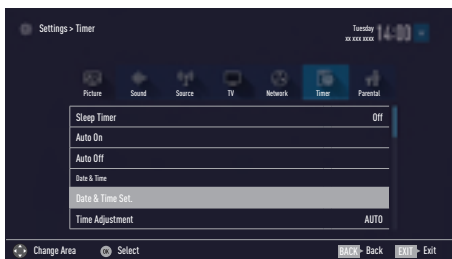 Settings > Timer
Tuesday
xx xxx xxxx
14:00
Picture Sound Source TV Network Timer Parental
Sleep Timer Off
Auto On
Auto Off
Date & Time
Date & Time Set.
Time Adjustment AUTO
Change Area OK Select BACK Back EXIT Exit